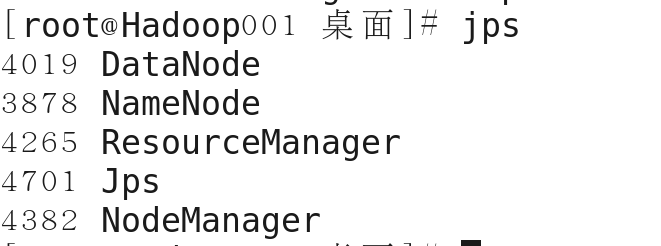 [root@Hadoop001 桌面]# jps
4019 DataNode
3878 NameNode
4265 ResourceManager
4701 Jps
4382 NodeManager